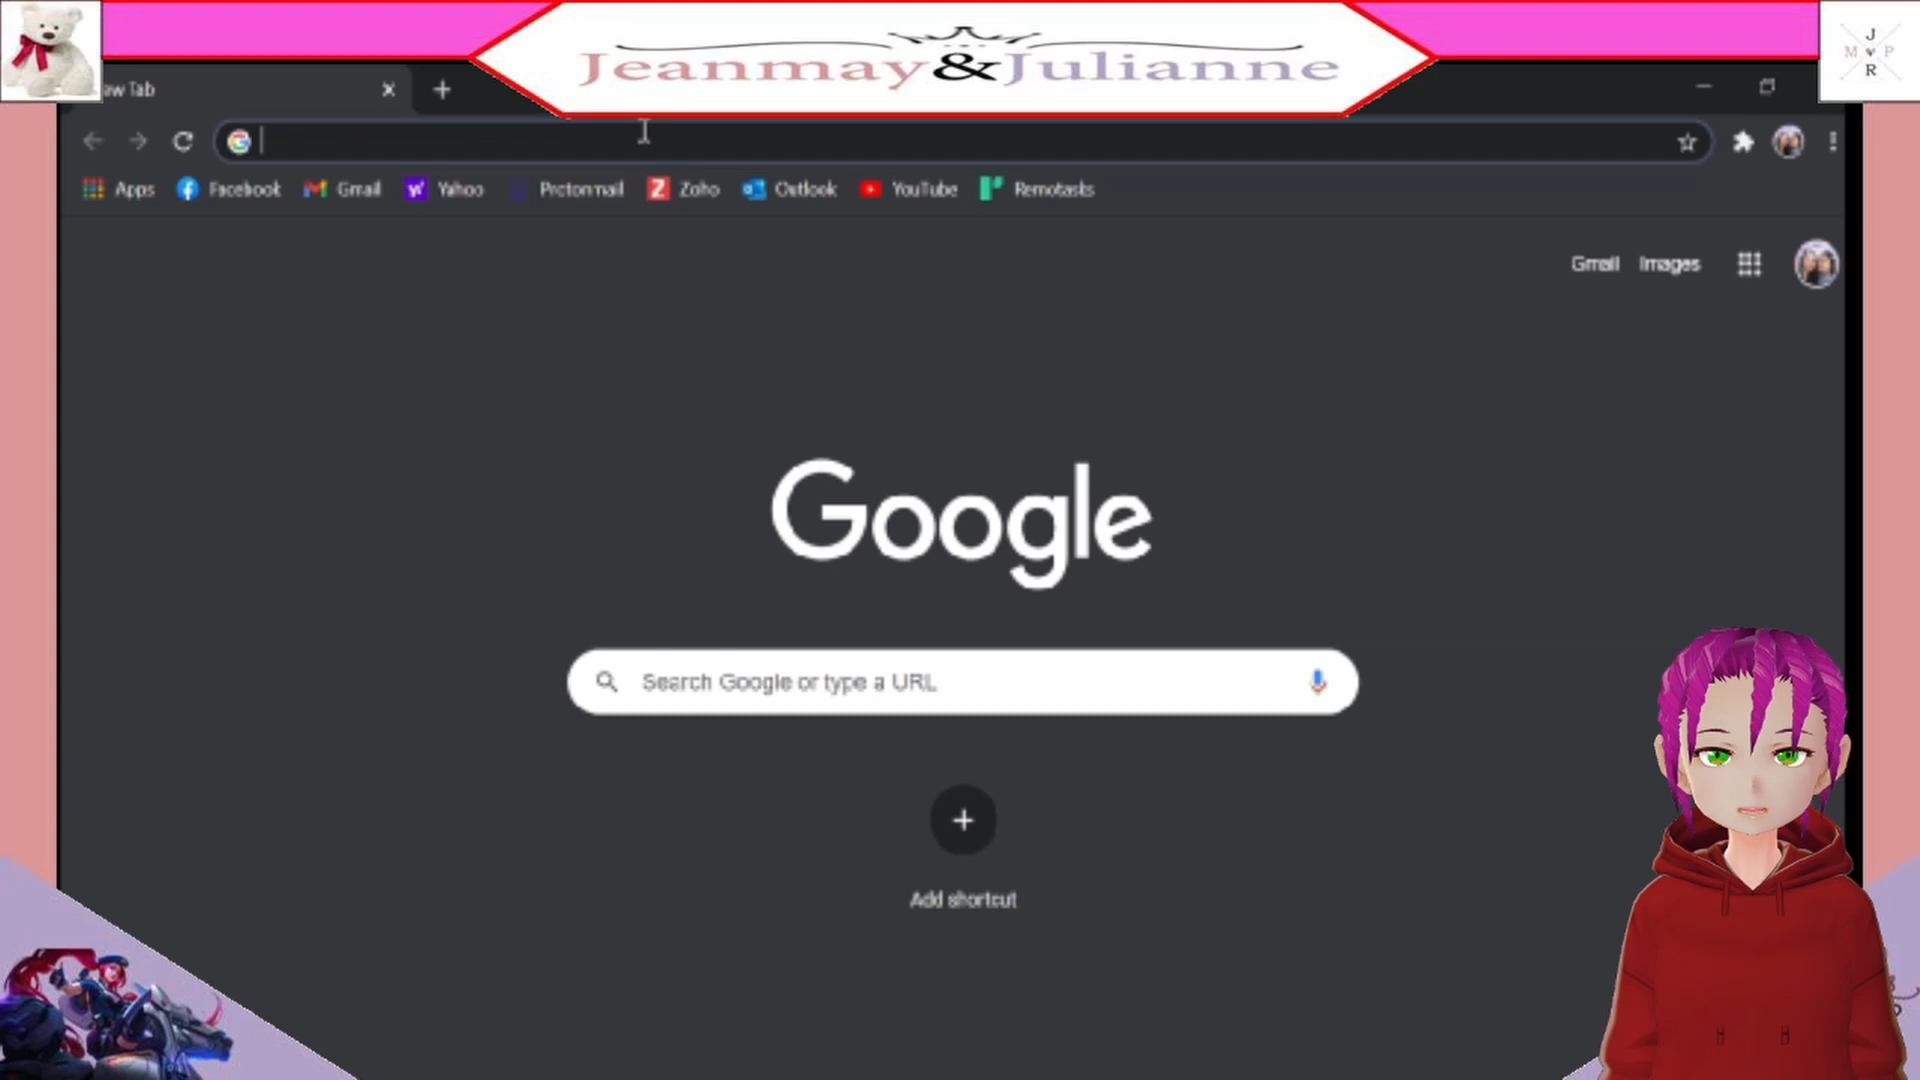 Jeanmay&Julianne
J
M v P
R
ew Tab
Apps Facebook Gmail Yahoo Protonmail Zoho Outlook YouTube Remotasks
Gmail Images
Google
Search Google or type a URL
Add shortcut